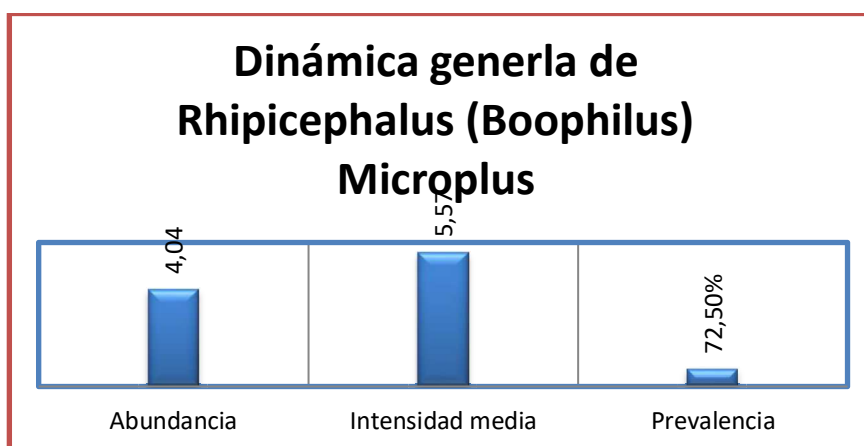 Dinámica generla de
Rhipicephalus (Boophilus)
Microplus
4,04
5,57
72,50%
Abundancia
Intensidad media
Prevalencia